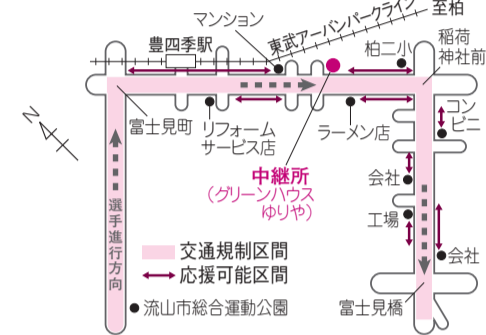 マンション
東武アーバンパークライン
至柏
豊四季駅
柏二小
稲荷
神社前
N
富士見町
リフォーム
サービス店
ラーメン店
コン
ビニ
中継所
(グリーンハウス
ゆりや)
会社
工場
会社
選手進行方向
交通規制区間
応援可能区間
流山市総合運動公園
富士見橋